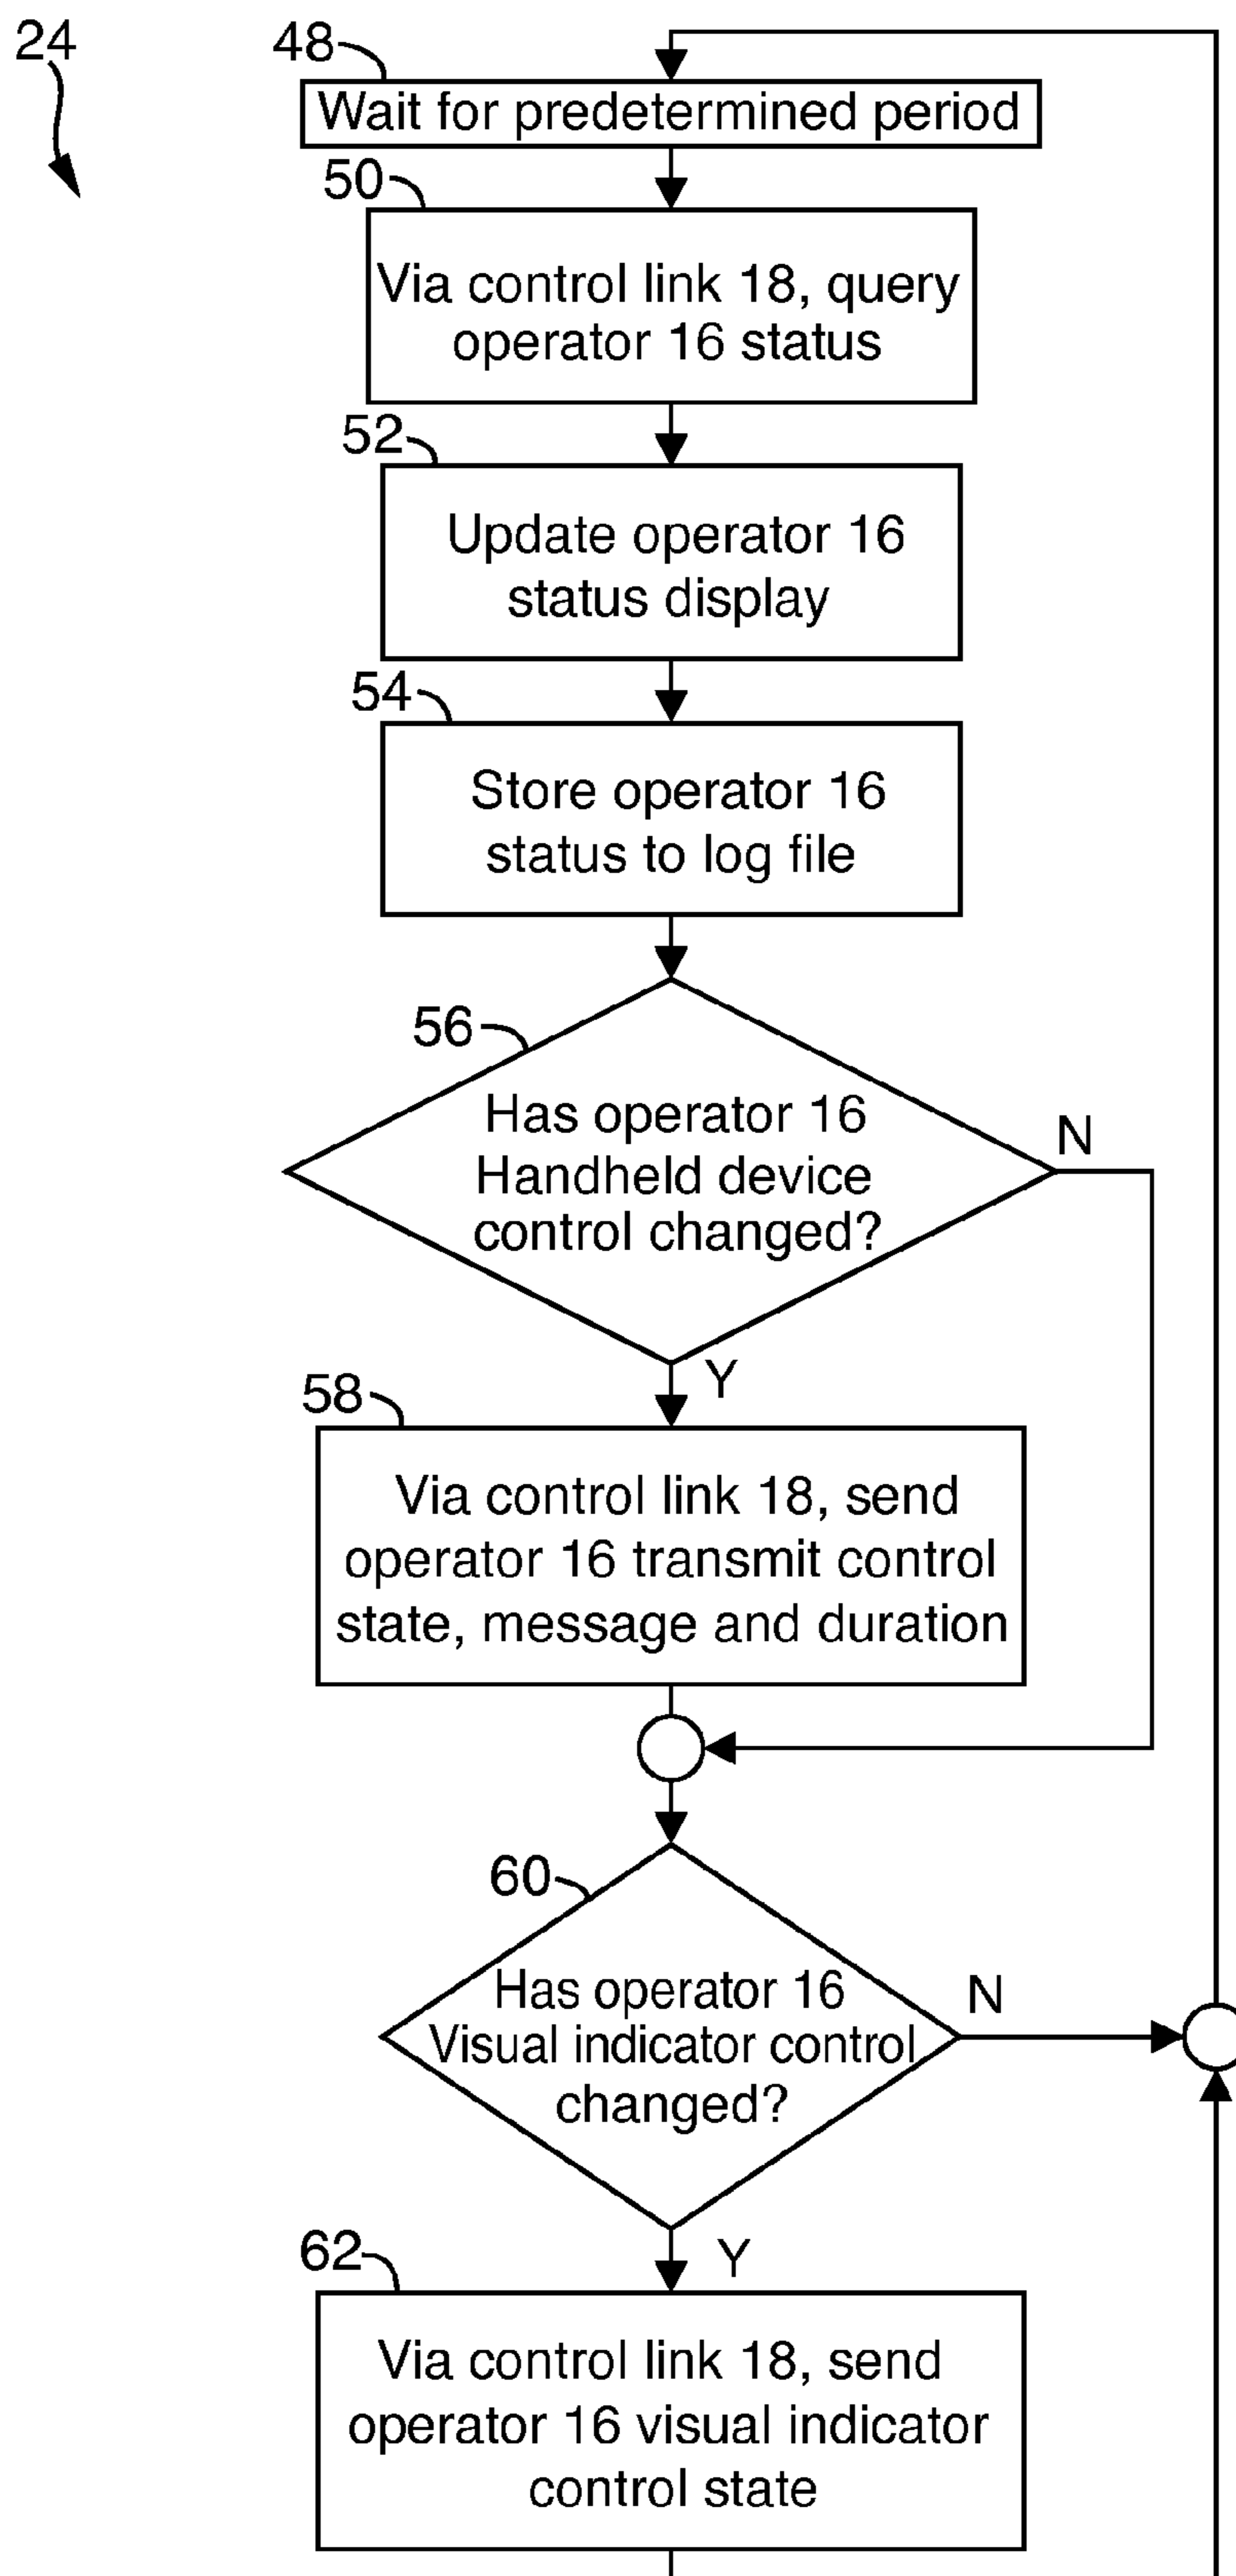 24
48
Wait for predetermined period
50
Via control link 18, query
operator 16 status
52
Update operator 16
status display
54
Store operator 16
status to log file
56
Has operator 16
Handheld device
control changed?
N
Y
58
Via control link 18, send
operator 16 transmit control
state, message and duration
60
Has operator 16
Visual indicator control
changed?
N
Y
62
Via control link 18, send
operator 16 visual indicator
control state